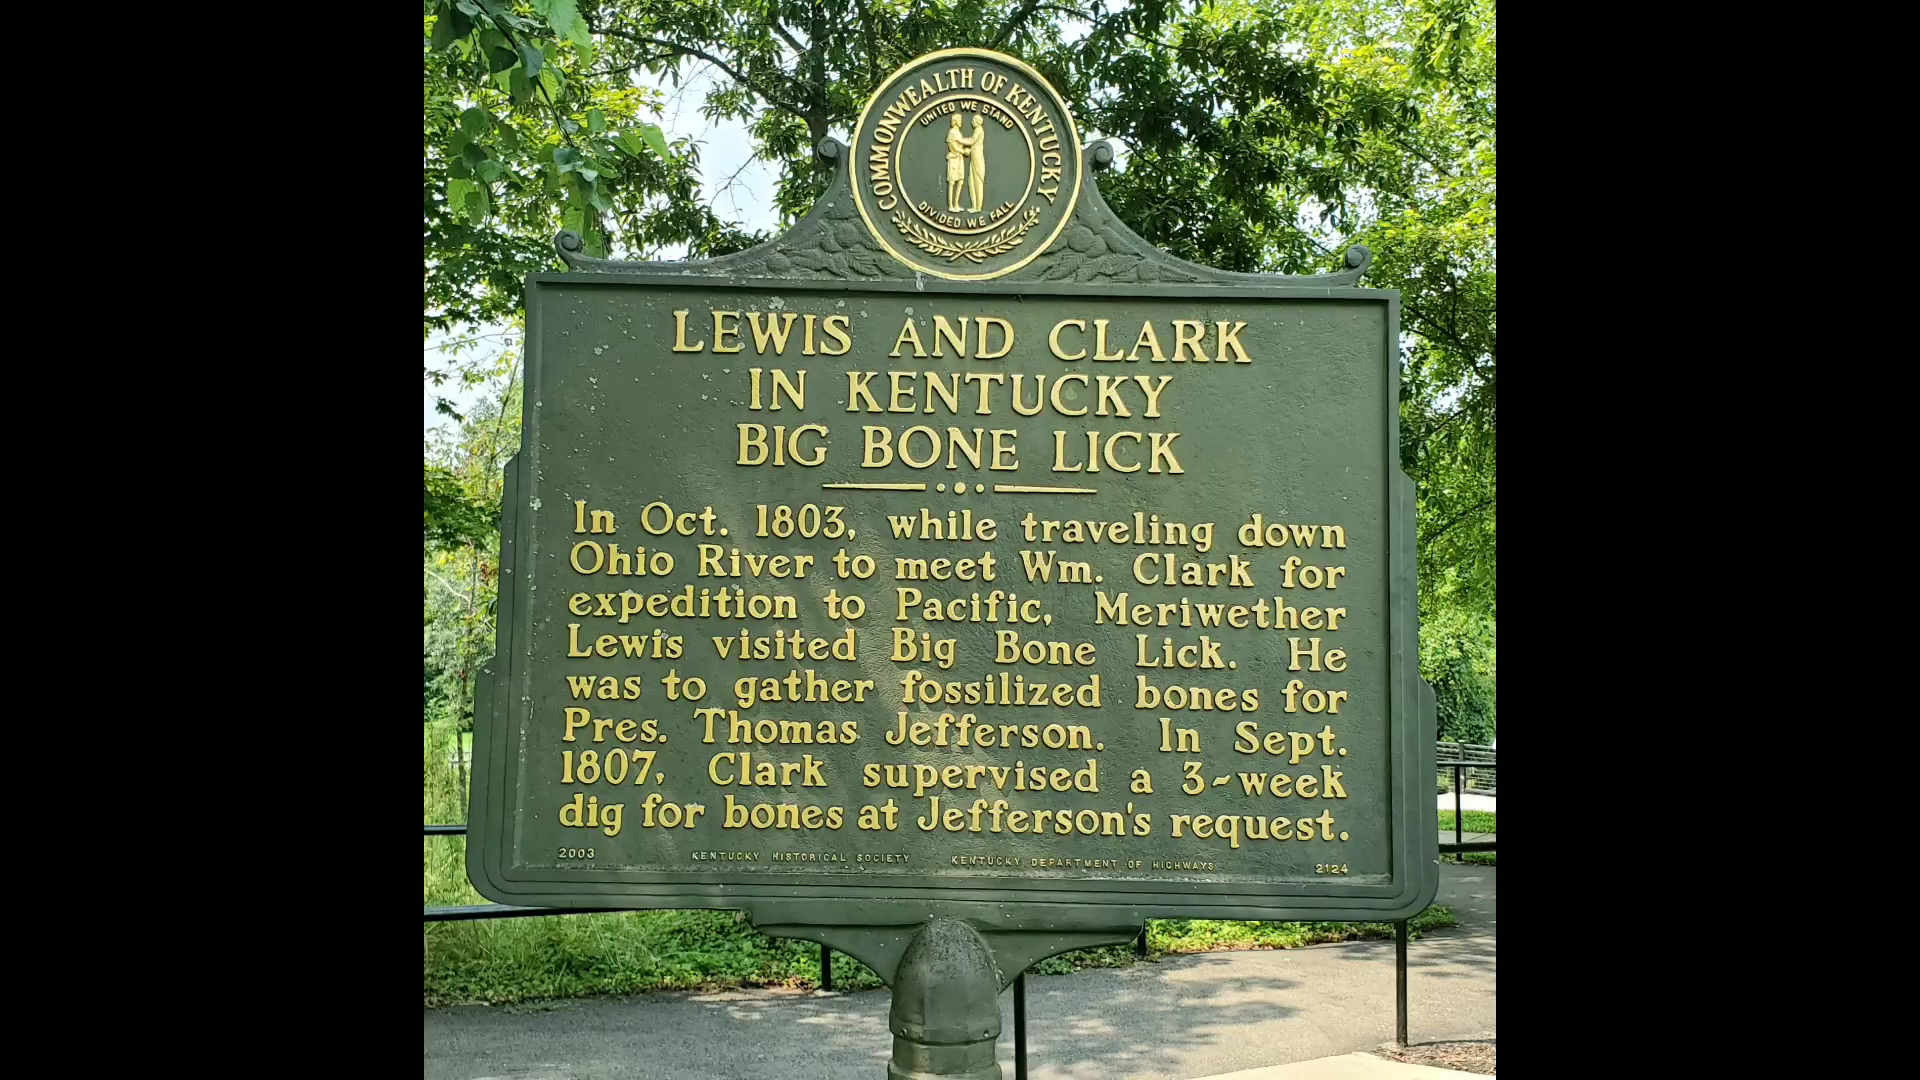 COMMONWEALTH OF KENTUCKY
UNITED WE STAND
DIVIDED WE FALL
LEWIS AND CLARK
IN KENTUCKY
BIG BONE LICK
In Oct. 1803, while traveling down
Ohio River to meet Wm. Clark for
expedition to Pacific, Meriwether
Lewis visited Big Bone Lick. He
was to gather fossilized bones for
Pres. Thomas Jefferson. In Sept.
1807, Clark supervised a 3-week
dig for bones at Jefferson's request.
2003 KENTUCKY HISTORICAL SOCIETY KENTUCKY DEPARTMENT OF HIGHWAYS 2124